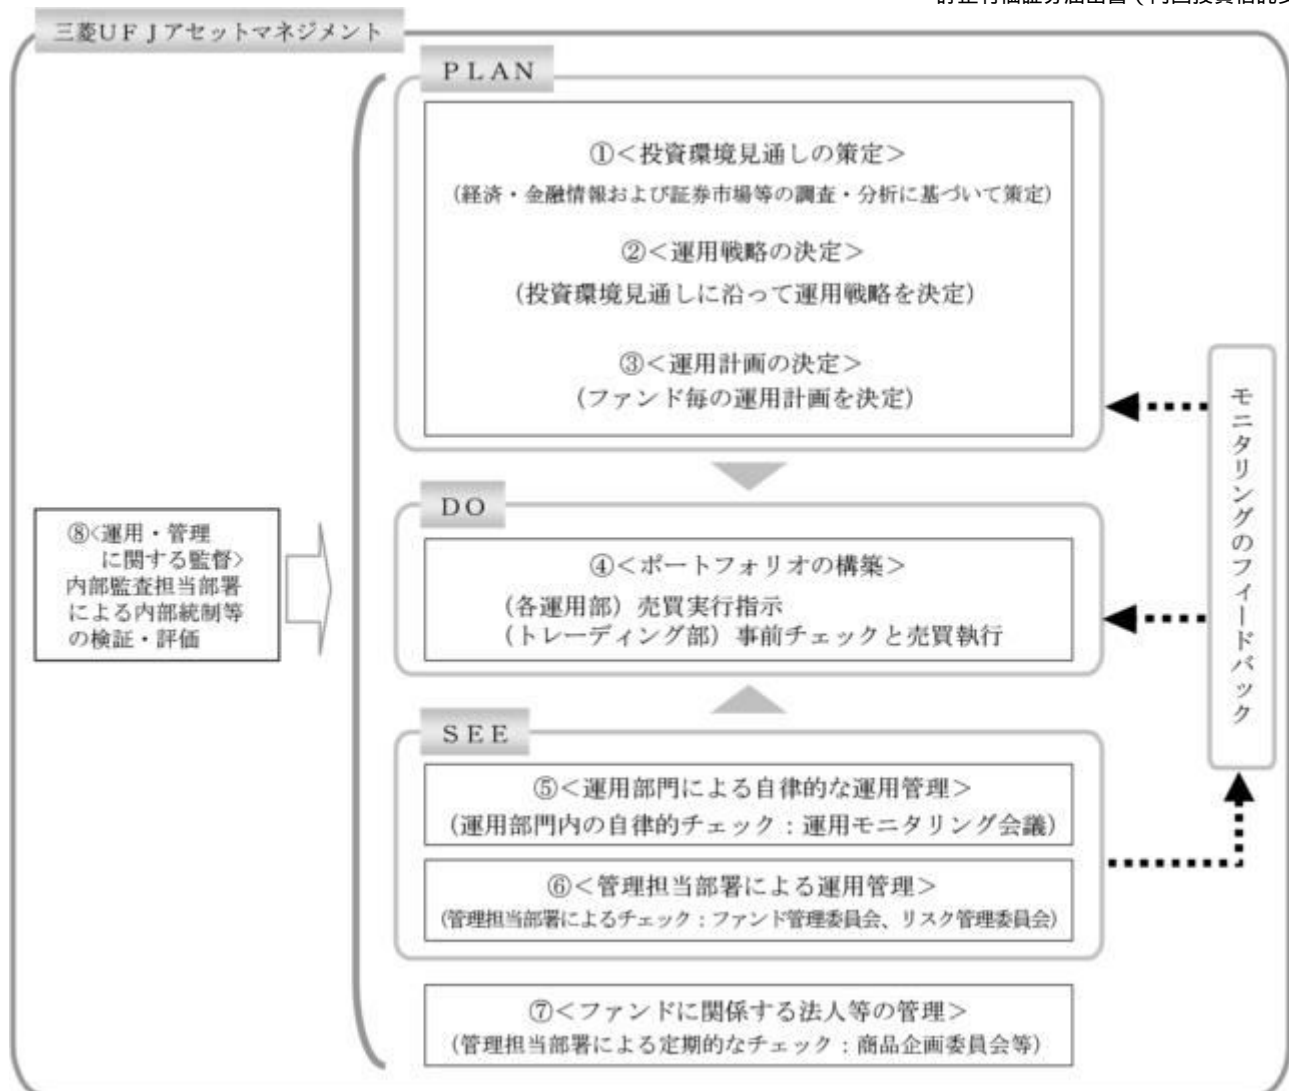 三菱ＵＦＪアセットマネジメント
ＰＬＡＮ
①＜投資環境見通しの策定＞
(経済・金融情報および証券市場等の調査・分析に基づいて策定)
②＜運用戦略の決定＞
(投資環境見通しに沿って運用戦略を決定)
③＜運用計画の決定＞
(ファンド毎の運用計画を決定)
ＤＯ
④＜ポートフォリオの構築＞
(各運用部) 売買実行指示
(トレーディング部) 事前チェックと売買執行
ＳＥＥ
⑤＜運用部門による自律的な運用管理＞
(運用部門内の自律的チェック：運用モニタリング会議)
⑥＜管理担当部署による運用管理＞
(管理担当部署によるチェック：ファンド管理委員会、リスク管理委員会)
⑦＜ファンドに関係する法人等の管理＞
(管理担当部署による定期的なチェック：商品企画委員会等)
⑧<運用・管理
に関する監督>
内部監査担当部署
による内部統制等
の検証・評価
モニタリングのフィードバック